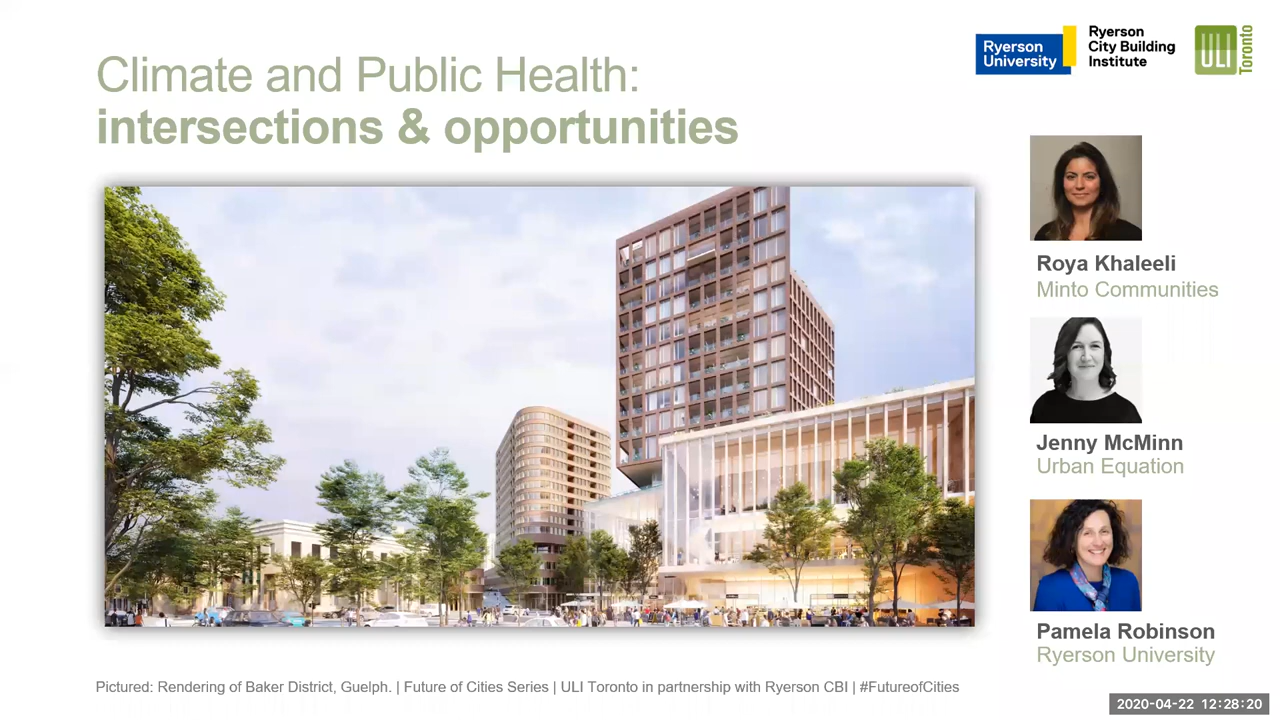 Climate and Public Health:
intersections & opportunities
Ryerson
University
Ryerson
City Building
Institute
ULI
Toronto
Roya Khaleeli
Minto Communities
Jenny McMinn
Urban Equation
Pamela Robinson
Ryerson University
Pictured: Rendering of Baker District, Guelph. | Future of Cities Series | ULI Toronto in partnership with Ryerson CBI | #FutureofCities
2020-04-22 12:28:20